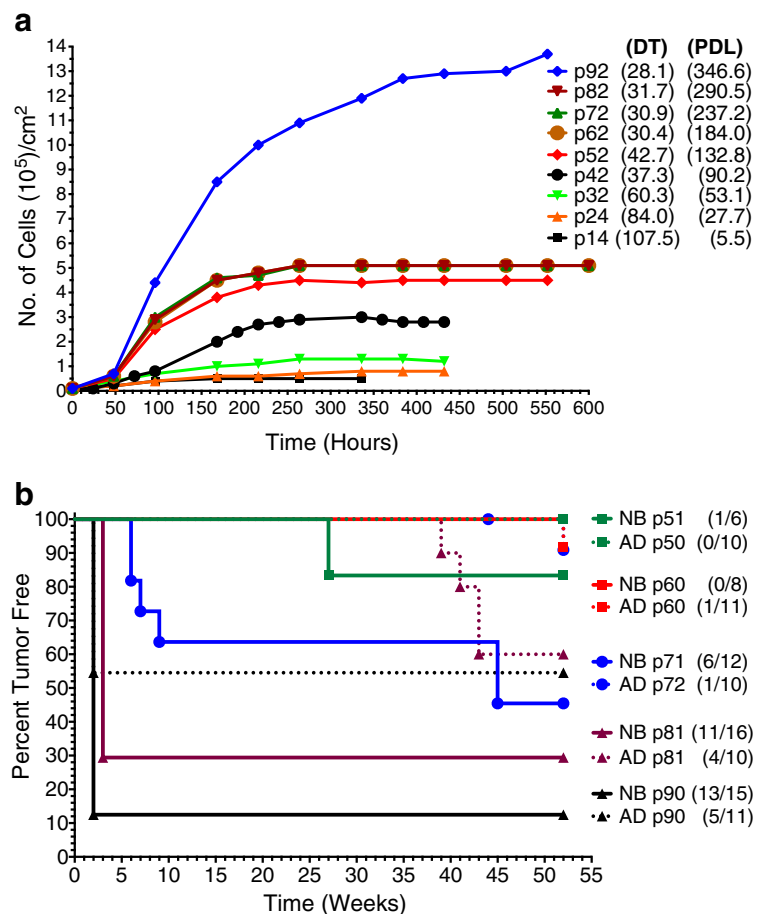 a
(DT) (PDL)
p92 (28.1) (346.6)
p82 (31.7) (290.5)
p72 (30.9) (237.2)
p62 (30.4) (184.0)
p52 (42.7) (132.8)
p42 (37.3) (90.2)
p32 (60.3) (53.1)
p24 (84.0) (27.7)
p14 (107.5) (5.5)
No. of Cells (10⁵)/cm²
14
13
12
11
10
9
8
7
6
5
4
3
2
1
0
0 50 100 150 200 250 300 350 400 450 500 550 600
Time (Hours)
b
Percent Tumor Free
100
90
80
70
60
50
40
30
20
10
0
0 5 10 15 20 25 30 35 40 45 50 55
Time (Weeks)
NB p51 (1/6)
AD p50 (0/10)
NB p60 (0/8)
AD p60 (1/11)
NB p71 (6/12)
AD p72 (1/10)
NB p81 (11/16)
AD p81 (4/10)
NB p90 (13/15)
AD p90 (5/11)